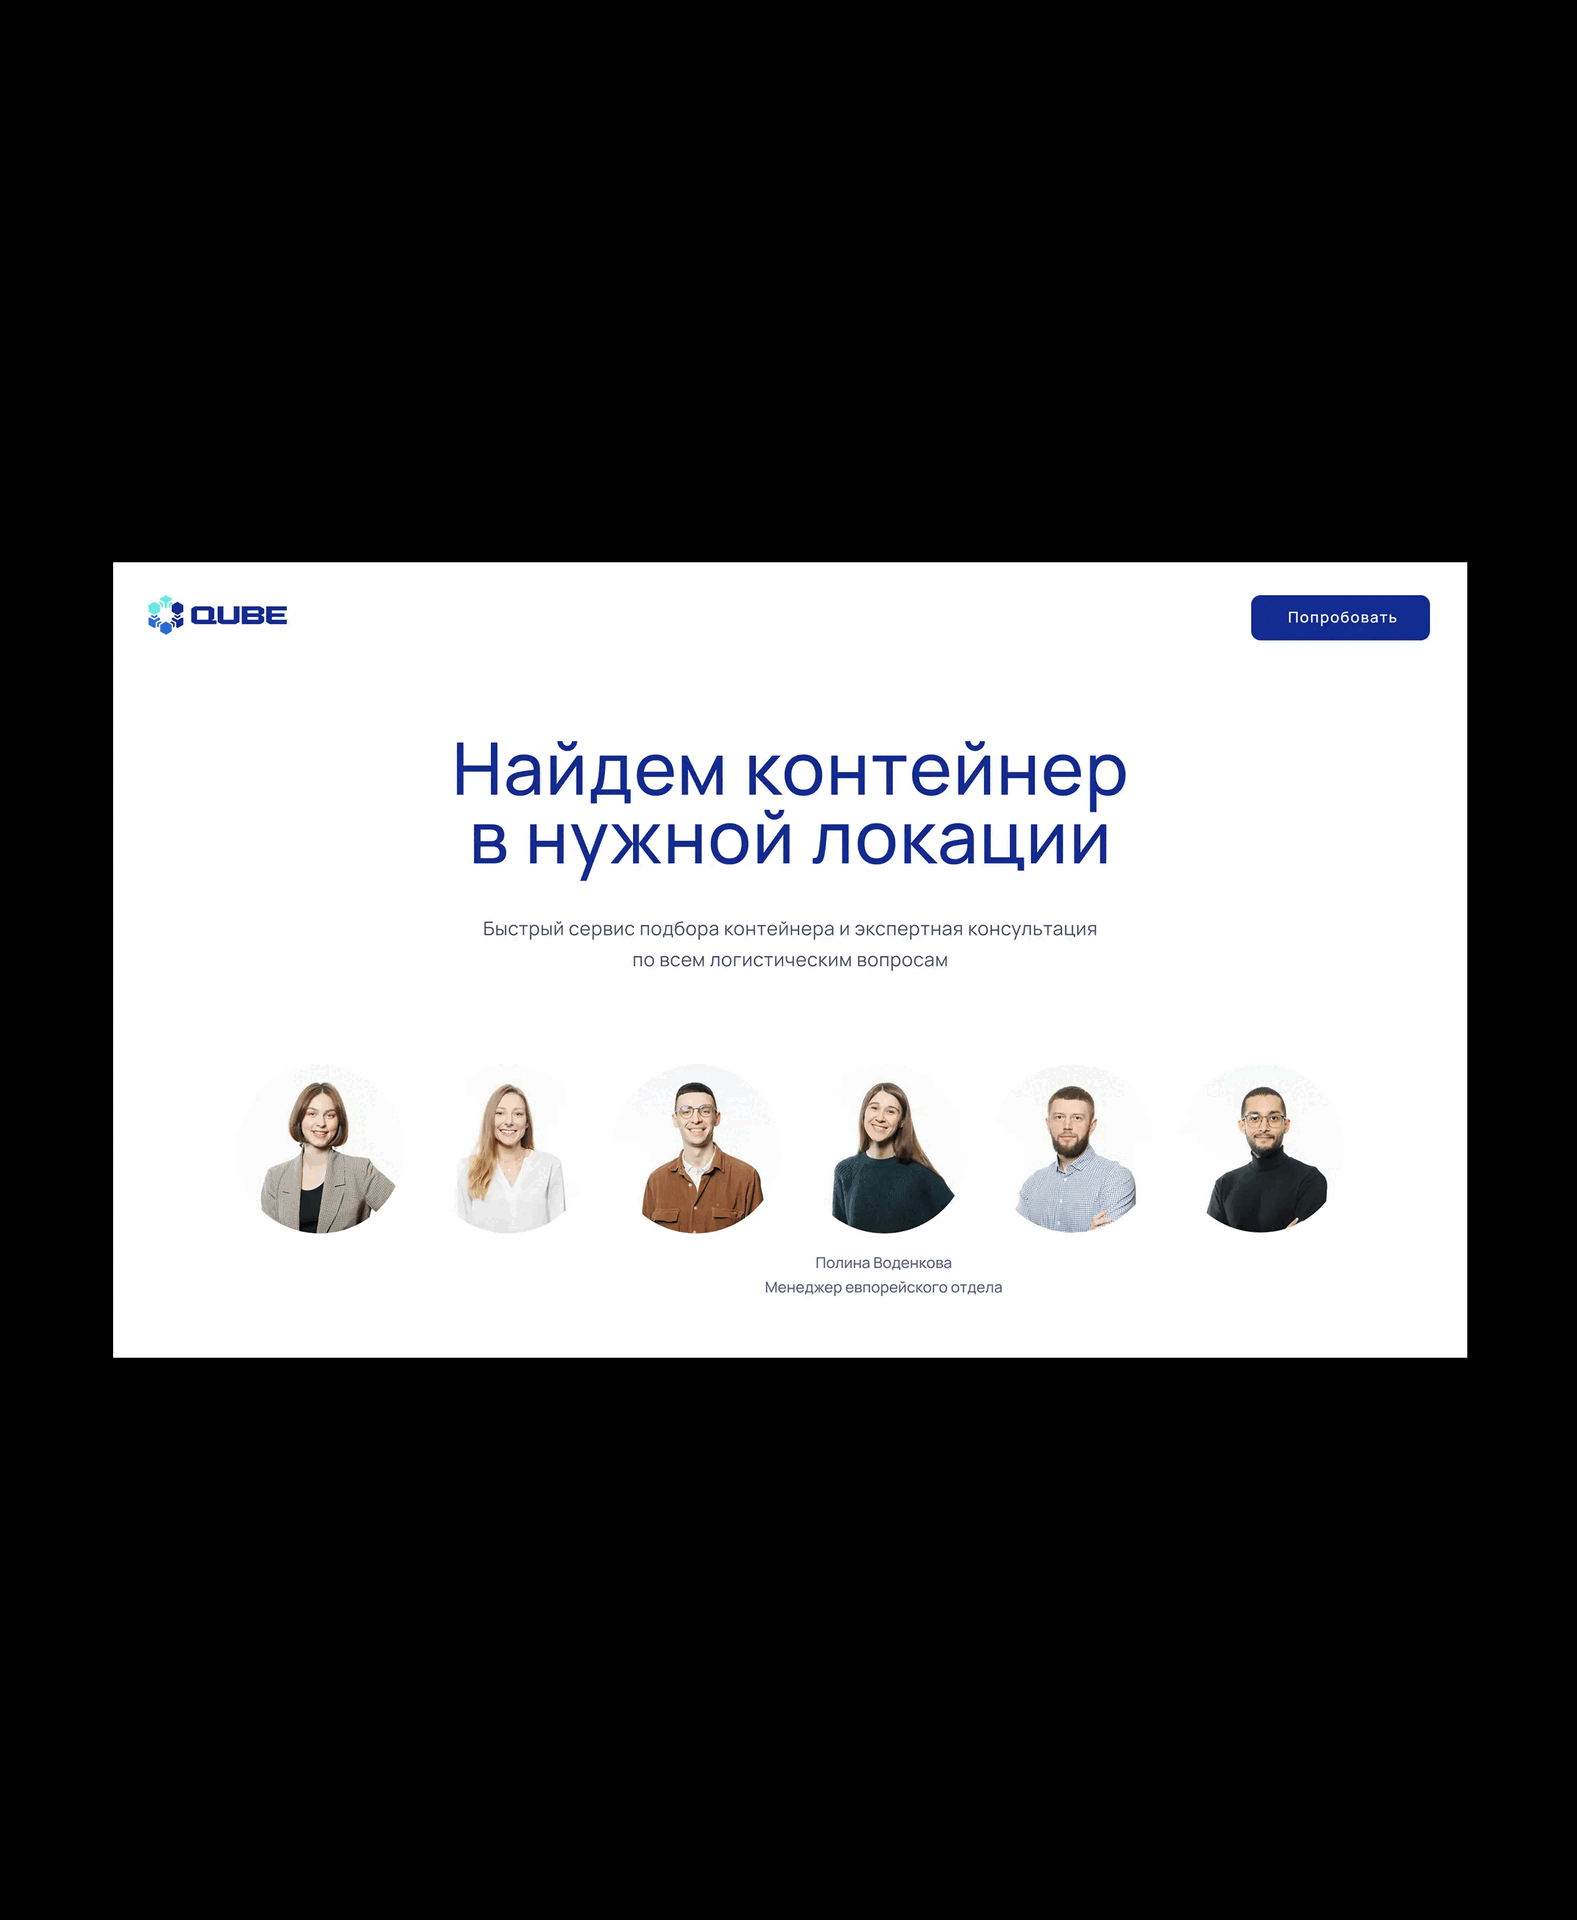 QUBE
Попробовать
Найдем контейнер
в нужной локации
Быстрый сервис подбора контейнера и экспертная консультация
по всем логистическим вопросам
Полина Воденкова
Менеджер евпорейского отдела